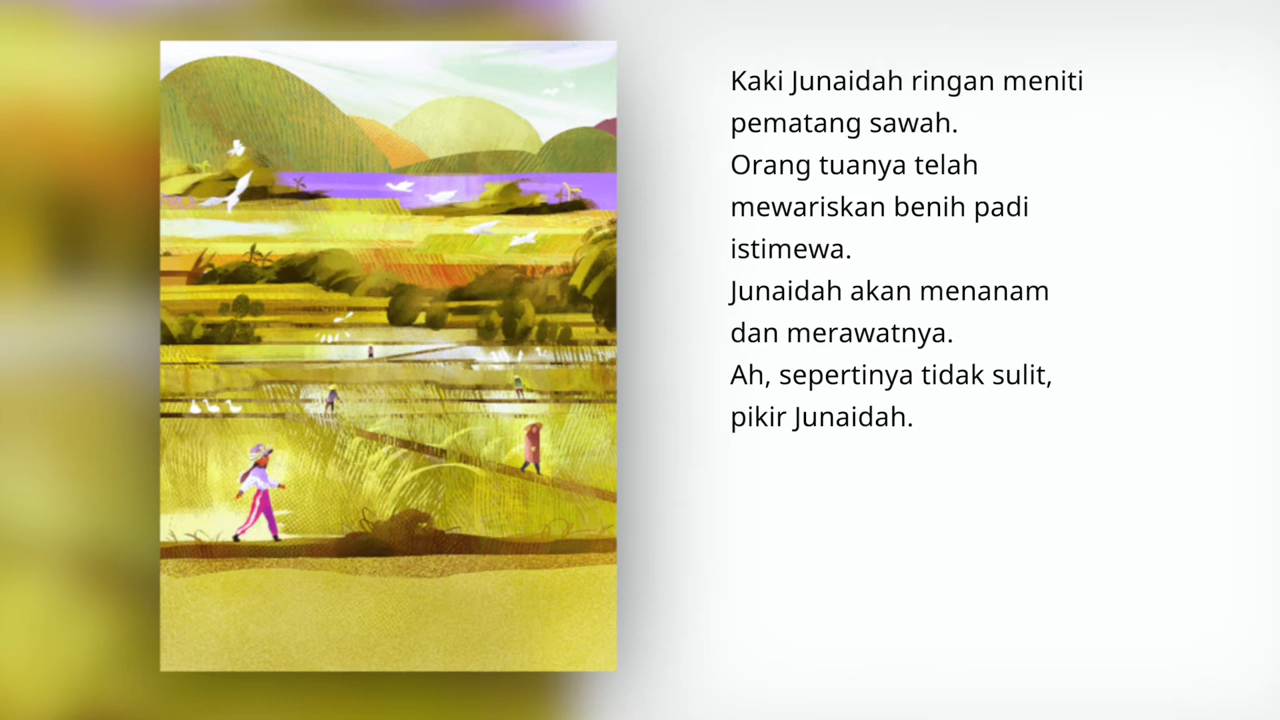 Kaki Junaidah ringan meniti
pematang sawah.
Orang tuanya telah
mewariskan benih padi
istimewa.
Junaidah akan menanam
dan merawatnya.
Ah, sepertinya tidak sulit,
pikir Junaidah.